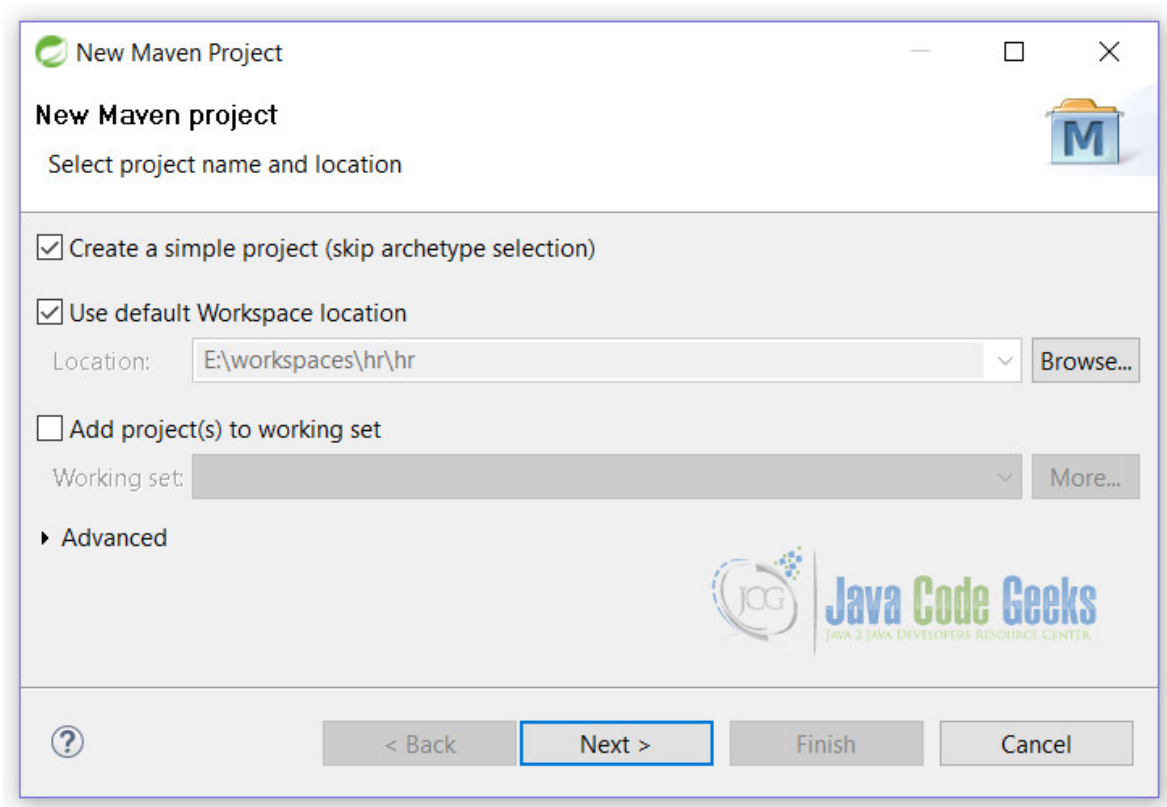 New Maven Project
New Maven project
M
Select project name and location
Create a simple project (skip archetype selection)
Use default Workspace location
Location: E:\workspaces\hr\hr Browse...
Add project(s) to working set
Working set: More...
Advanced
JCG Java Code Geeks
JAVA 2 JAVA DEVELOPERS RESOURCE CENTER
? < Back Next > Finish Cancel